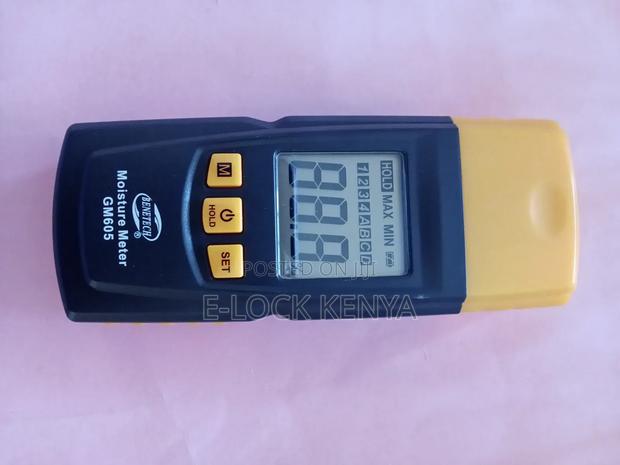 HOLD MAX MIN
1 2 3 4 A B C D
888
M
HOLD
SET
BENETECH ®
Moisture Meter
GM605
POSTED ON JIJI
E-LOCK KENYA